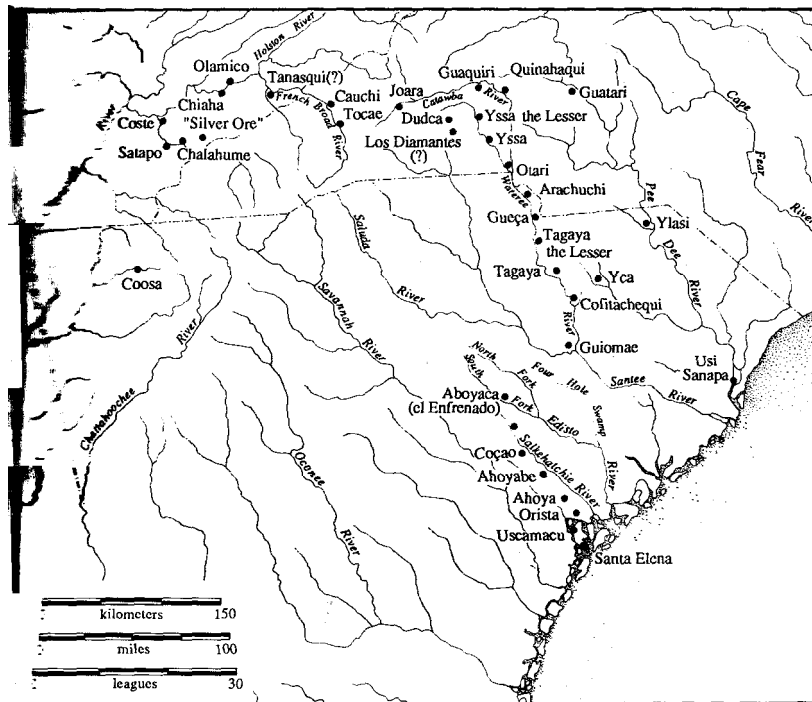 Holston River
Olamico
Tanasqui(?)
Guaquiri
Quinahaqui
Joara
Catawba River
Cauchi
Chiaha
French Broad River
Guatari
River
Coste
"Silver Ore"
Tocae
Dudca
Yssa the Lesser
Cape Fear River
Satapo
Chalahume
Los Diamantes
(?)
Yssa
Otari
Wateree River
Arachuchi
Pee Dee River
Saluda River
Gueça
Ylasi
Tagaya
the Lesser
Coosa
Tagaya
Yca
Savannah River
Cofitachequi
Chattahoochee River
Guiomae
Usi
Sanapa
North Fork
Four Hole Swamp
Santee River
South Fork
Edisto River
Aboyaca
(el Enfrenado)
Salkehatchie River
Coçao
Oconee River
Ahoyabe
Ahoya
Orista
Uscamacu
Santa Elena
kilometers 150
miles 100
leagues 30